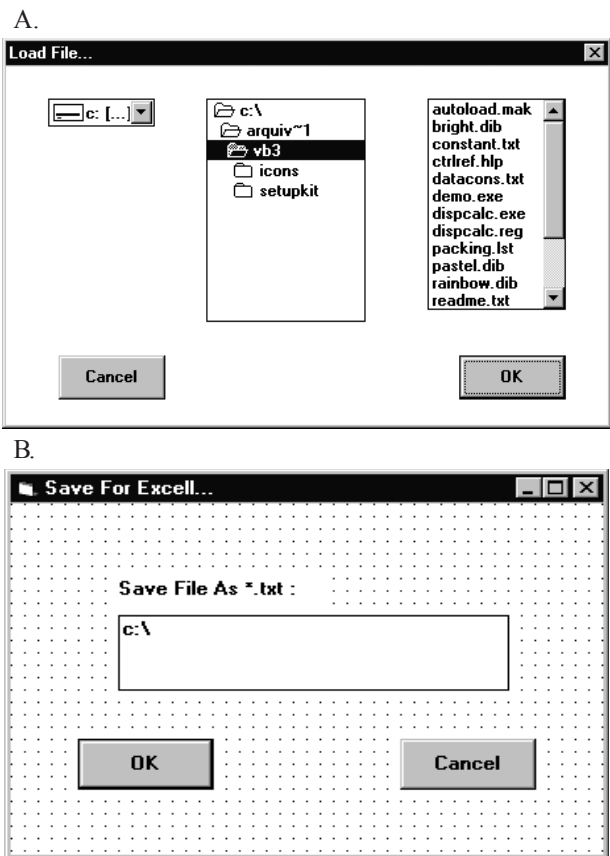 A.
Load File...
c: [...]
c:\
arquiv~1
vb3
icons
setupkit
autoload.mak
bright.dib
constant.txt
ctrlref.hlp
datacons.txt
demo.exe
dispcalc.exe
dispcalc.reg
packing.lst
pastel.dib
rainbow.dib
readme.txt
Cancel
OK
B.
Save For Excell...
Save File As *.txt :
c:\
OK
Cancel